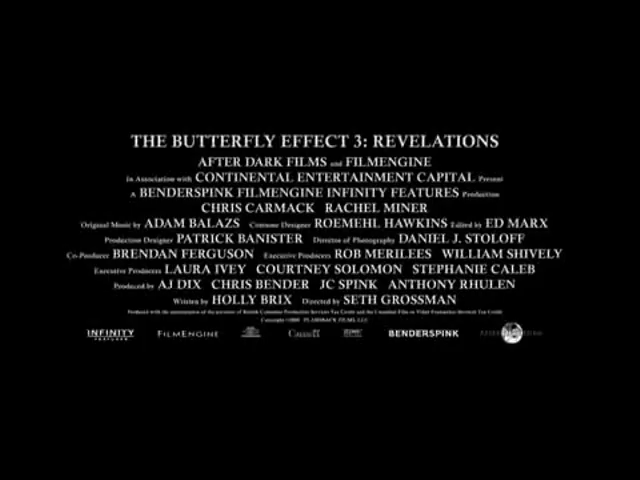 THE BUTTERFLY EFFECT 3: REVELATIONS
AFTER DARK FILMS and FILMENGINE
In Association with CONTINENTAL ENTERTAINMENT CAPITAL Present
A BENDERSPINK FILMENGINE INFINITY FEATURES Production
CHRIS CARMACK RACHEL MINER
Original Music by ADAM BALAZS Costume Designer ROEMEHL HAWKINS Edited by ED MARX
Production Designer PATRICK BANISTER Director of Photography DANIEL J. STOLOFF
Co-Producer BRENDAN FERGUSON Executive Producers ROB MERILEES WILLIAM SHIVELY
Executive Producers LAURA IVEY COURTNEY SOLOMON STEPHANIE CALEB
Produced by AJ DIX CHRIS BENDER JC SPINK ANTHONY RHULEN
Written by HOLLY BRIX Directed by SETH GROSSMAN
INFINITY FEATURES FILMENGINE Canada BENDERSPINK